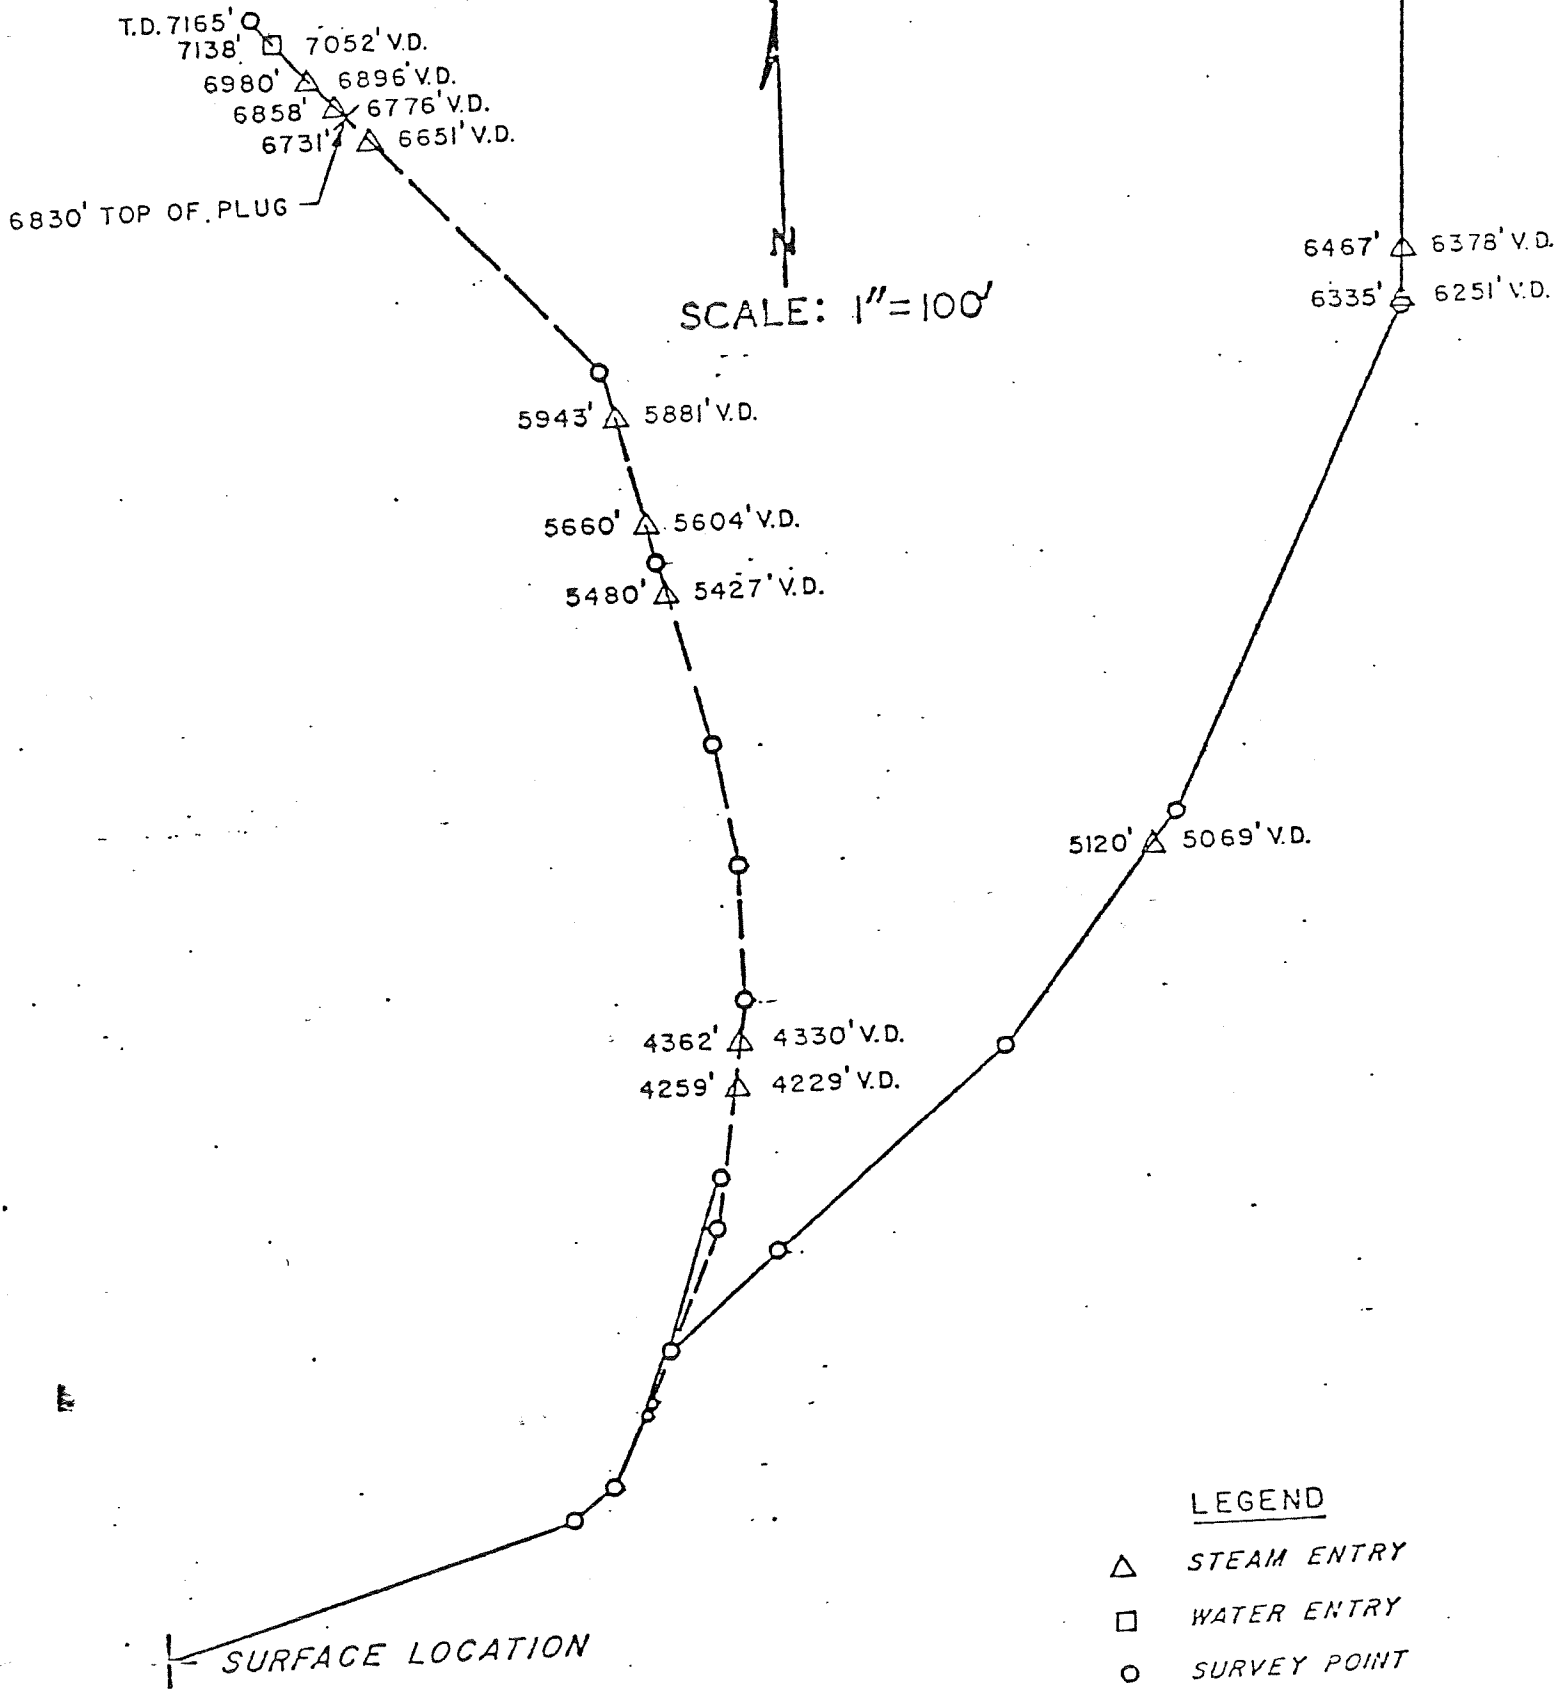 T.D. 7165'
7138' 7052' V.D.
6980' 6896' V.D.
6858' 6776' V.D.
6731' 6651' V.D.
6830' TOP OF PLUG
N
SCALE: 1"=100'
6467' 6378' V.D.
6335' 6251' V.D.
5943' 5881' V.D.
5660' 5604' V.D.
5480' 5427' V.D.
5120' 5069' V.D.
4362' 4330' V.D.
4259' 4229' V.D.
SURFACE LOCATION
LEGEND
STEAM ENTRY
WATER ENTRY
SURVEY POINT